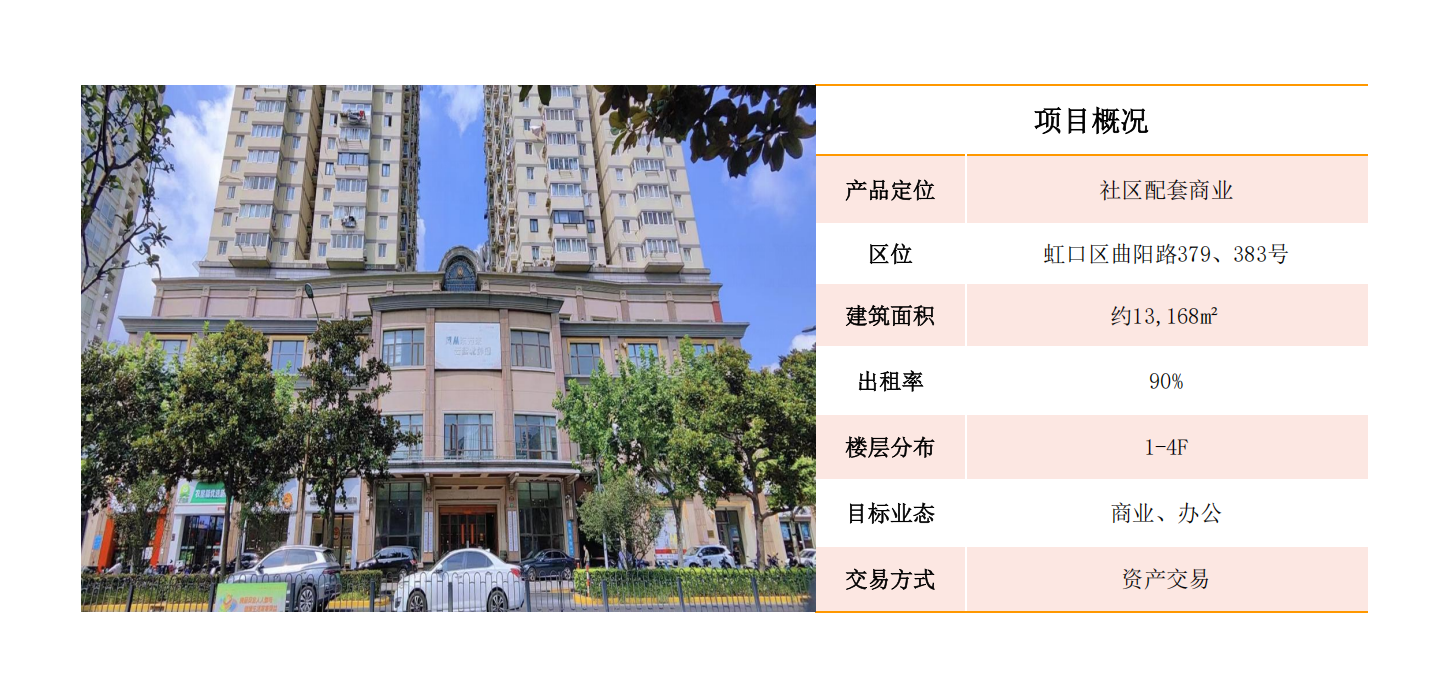 项目概况
产品定位 社区配套商业
区位 虹口区曲阳路379、383号
建筑面积 约13,168㎡
出租率 90%
楼层分布 1-4F
目标业态 商业、办公
交易方式 资产交易